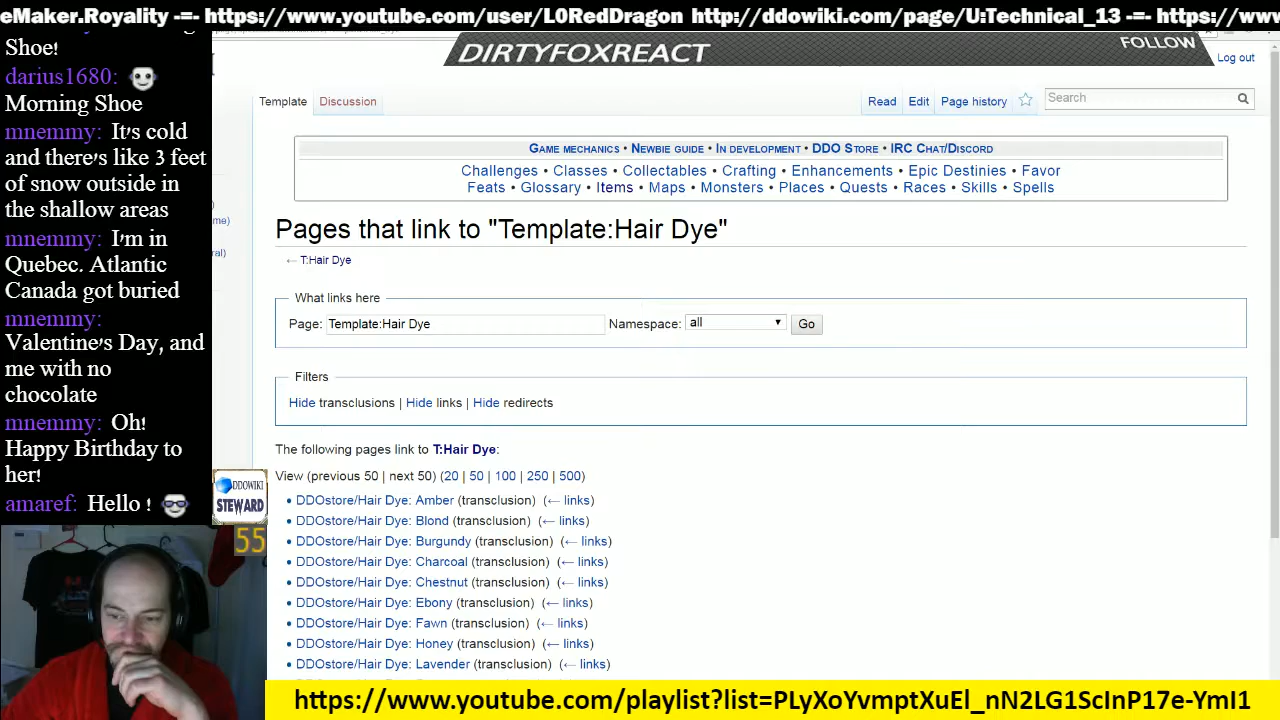 eMaker.Royality -=- https://www.youtube.com/user/L0RedDragon http://ddowiki.com/page/U:Technical_13 -=- https://www
Shoe!
darius1680:
Morning Shoe
mnemmy: It's cold
and there's like 3 feet
of snow outside in
the shallow areas
mnemmy: I'm in
Quebec. Atlantic
Canada got buried
mnemmy:
Valentine's Day, and
me with no
chocolate
mnemmy: Oh!
Happy Birthday to
her!
amaref: Hello !
DDOWIKI
STEWARD
55
DIRTYFOXREACT
FOLLOW
Log out
Template Discussion
Read Edit Page history
Search
Game mechanics • Newbie guide • In development • DDO Store • IRC Chat/Discord
Challenges • Classes • Collectables • Crafting • Enhancements • Epic Destinies • Favor
Feats • Glossary • Items • Maps • Monsters • Places • Quests • Races • Skills • Spells
Pages that link to "Template:Hair Dye"
← T:Hair Dye
What links here
Page: Template:Hair Dye Namespace: all Go
Filters
Hide transclusions | Hide links | Hide redirects
The following pages link to T:Hair Dye:
View (previous 50 | next 50) (20 | 50 | 100 | 250 | 500)
• DDOstore/Hair Dye: Amber (transclusion) (← links)
• DDOstore/Hair Dye: Blond (transclusion) (← links)
• DDOstore/Hair Dye: Burgundy (transclusion) (← links)
• DDOstore/Hair Dye: Charcoal (transclusion) (← links)
• DDOstore/Hair Dye: Chestnut (transclusion) (← links)
• DDOstore/Hair Dye: Ebony (transclusion) (← links)
• DDOstore/Hair Dye: Fawn (transclusion) (← links)
• DDOstore/Hair Dye: Honey (transclusion) (← links)
• DDOstore/Hair Dye: Lavender (transclusion) (← links)
https://www.youtube.com/playlist?list=PLyXoYvmptXuEl_nN2LG1ScInP17e-YmI1